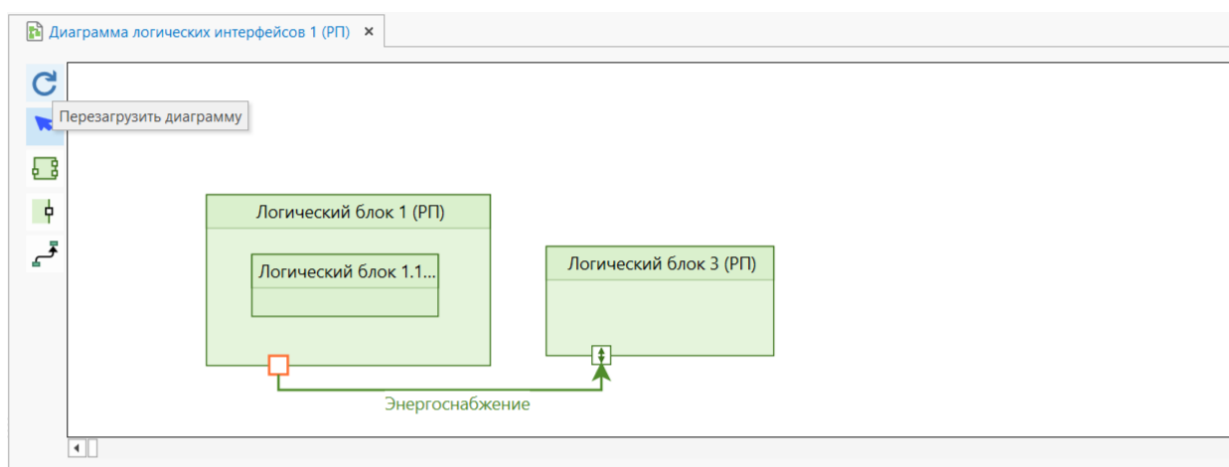 Диаграмма логических интерфейсов 1 (РП)
Перезагрузить диаграмму
Логический блок 1 (РП)
Логический блок 1.1...
Логический блок 3 (РП)
Энергоснабжение